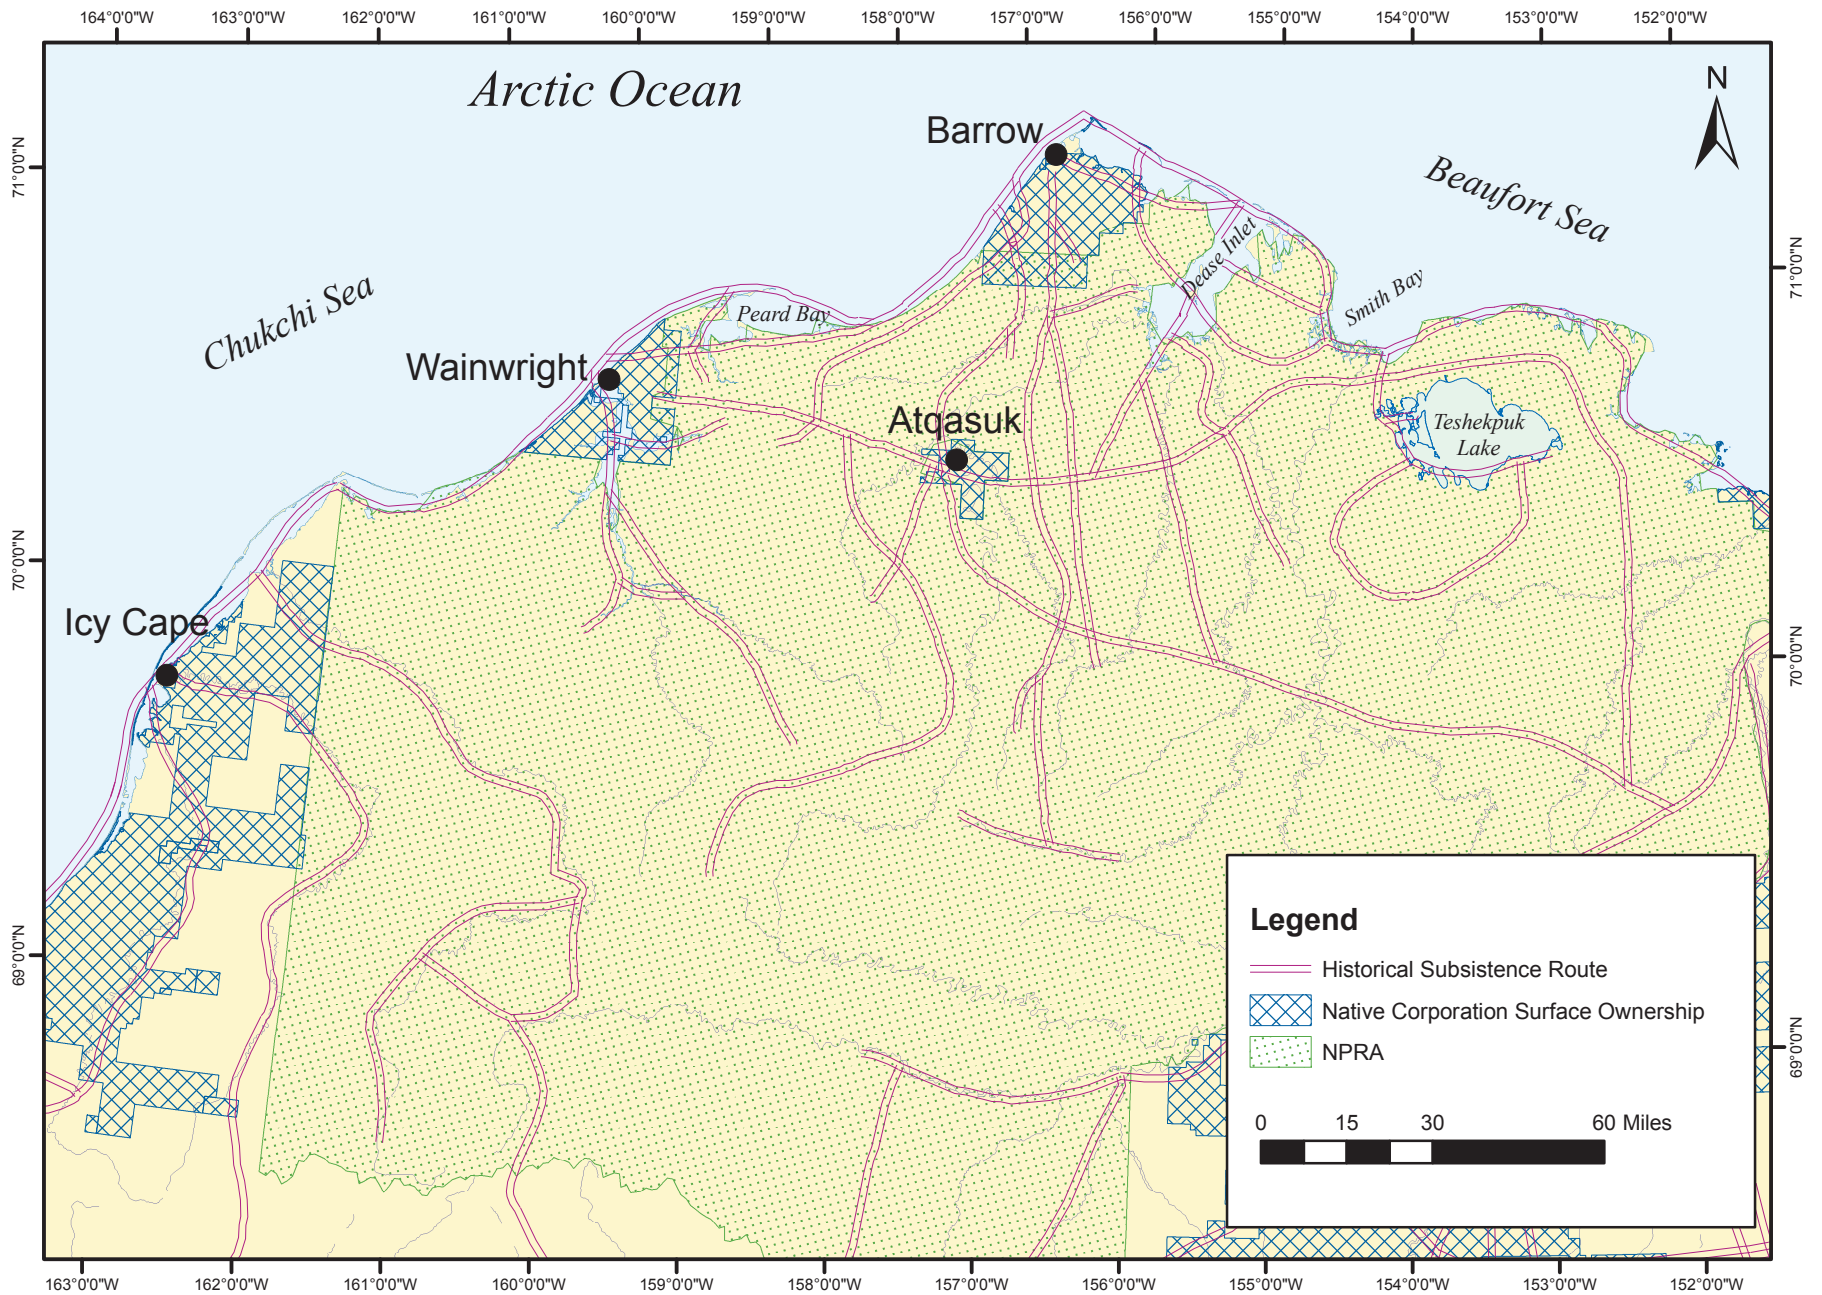 164°0'0"W 163°0'0"W 162°0'0"W 161°0'0"W 160°0'0"W 159°0'0"W 158°0'0"W 157°0'0"W 156°0'0"W 155°0'0"W 154°0'0"W 153°0'0"W 152°0'0"W
Arctic Ocean
N
Barrow
71°0'0"N
Beaufort Sea
Dease Inlet
71°0'0"N
Chukchi Sea
Smith Bay
Peard Bay
Wainwright
Atqasuk
Teshekpuk
Lake
70°0'0"N
Icy Cape
70°0'0"N
Legend
69°0'0"N
Historical Subsistence Route
Native Corporation Surface Ownership
NPRA
69°0'0"N
0 15 30 60 Miles
163°0'0"W 162°0'0"W 161°0'0"W 160°0'0"W 159°0'0"W 158°0'0"W 157°0'0"W 156°0'0"W 155°0'0"W 154°0'0"W 153°0'0"W 152°0'0"W